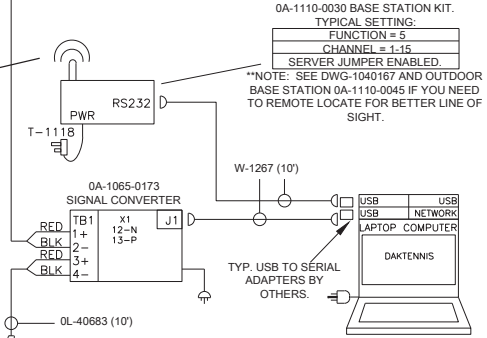 0A-1110-0030 BASE STATION KIT.
TYPICAL SETTING:
FUNCTION = 5
CHANNEL = 1-15
SERVER JUMPER ENABLED.
**NOTE: SEE DWG-1040167 AND OUTDOOR
BASE STATION 0A-1110-0045 IF YOU NEED
TO REMOTE LOCATE FOR BETTER LINE OF
SIGHT.
RS232
PWR
T-1118
W-1267 (10')
0A-1065-0173
SIGNAL CONVERTER
TB1
X1
J1
12-N
13-P
RED
1+
BLK
2-
RED
3+
BLK
4-
0L-40683 (10')
TYP. USB TO SERIAL
ADAPTERS BY
OTHERS.
USB
USB
USB
NETWORK
LAPTOP COMPUTER
DAKTENNIS